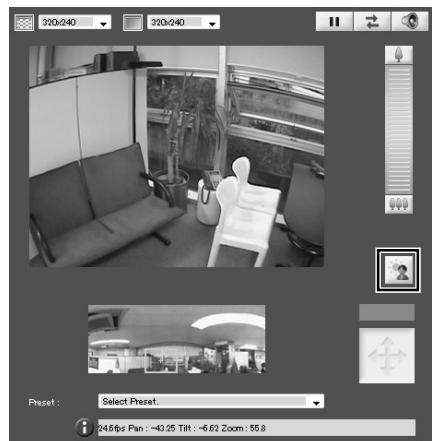 320x240 320x240
Preset : Select Preset.
24.6fps Pan : -43.25 Tilt : -6.62 Zoom : 55.8